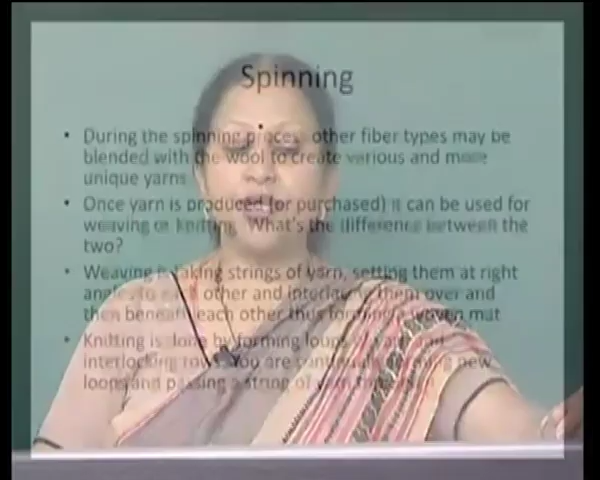 Spinning
• During the spinning process other fiber types may be
blended with the wool to create various and more
unique yarns
• Once yarn is produced (or purchased) it can be used for
weaving or knitting. What's the difference between the
two?
• Weaving is taking strings of yarn, setting them at right
angles to each other and interlacing them over and
then beneath each other thus forming a woven mat
• Knitting is done by forming loops and
interlocking rows. You are continually forming new
loops and passing a string of yarn